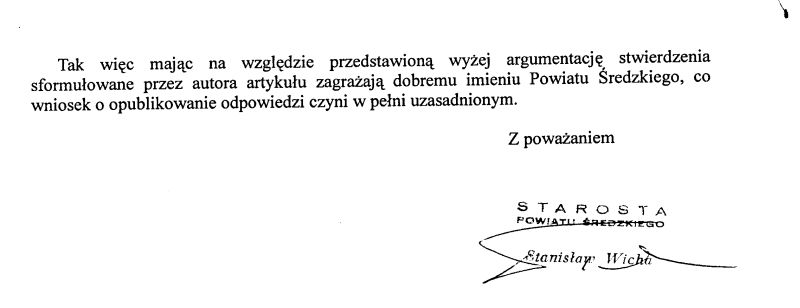 Tak więc mając na względzie przedstawioną wyżej argumentację stwierdzenia
sformułowane przez autora artykułu zagrażają dobremu imieniu Powiatu Średzkiego, co
wniosek o opublikowanie odpowiedzi czyni w pełni uzasadnionym.
Z poważaniem
STAROSTA
POWIATU ŚREDZKIEGO
Stanisław Wicha